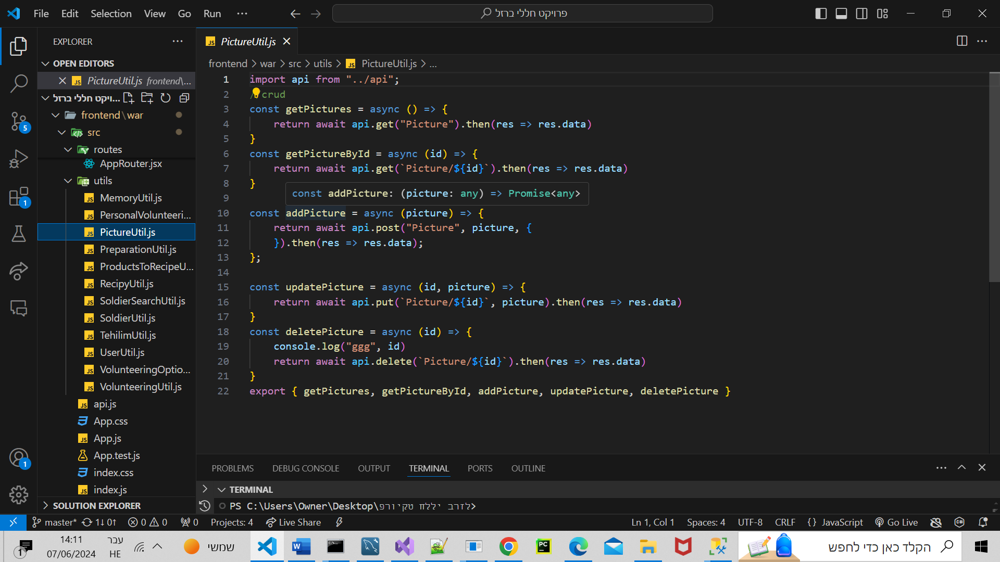 File Edit Selection View Go Run ···
פרויקט חללי ברזל
EXPLORER
OPEN EDITORS
PictureUtil.js frontend\...
ויקט חללי ברזל...
frontend\war
src
routes
AppRouter.jsx
utils
MemoryUtil.js
PersonalVolunteeri...
PictureUtil.js
PreparationUtil.js
ProductsToRecipeU...
RecipyUtil.js
SoldierSearchUtil.js
SoldierUtil.js
TehilimUtil.js
UserUtil.js
VolunteeringOptio...
VolunteeringUtil.js
api.js
App.css
App.js
App.test.js
index.css
index.js
SOLUTION EXPLORER
5
1
1
PictureUtil.js
frontend > war > src > utils > JS PictureUtil.js > ...
1 import api from "../api";
2 crud
3 const getPictures = async () => {
4 return await api.get("Picture").then(res => res.data)
5 }
6 const getPictureById = async (id) => {
7 return await api.get(`Picture/${id}`).then(res => res.data)
8 }
const addPicture: (picture: any) => Promise<any>
9
10 const addPicture = async (picture) => {
11 return await api.post("Picture", picture, {
12 }).then(res => res.data);
13 };
14
15 const updatePicture = async (id, picture) => {
16 return await api.put(`Picture/${id}`, picture).then(res => res.data)
17 }
18 const deletePicture = async (id) => {
19 console.log("ggg", id)
20 return await api.delete(`Picture/${id}`).then(res => res.data)
21 }
22 export { getPictures, getPictureById, addPicture, updatePicture, deletePicture }
PROBLEMS DEBUG CONSOLE OUTPUT TERMINAL PORTS OUTLINE
TERMINAL
PS C:\Users\Owner\Desktop\פרויקט חללי ברזל>
master* 1↓ 0↑ 0 0 0 Projects: 4 Live Share Ln 1, Col 1 Spaces: 4 UTF-8 CRLF {} JavaScript Go Live
14:11
07/06/2024
עבר
HE
שמשי
הקלד כאן כדי לחפש
1